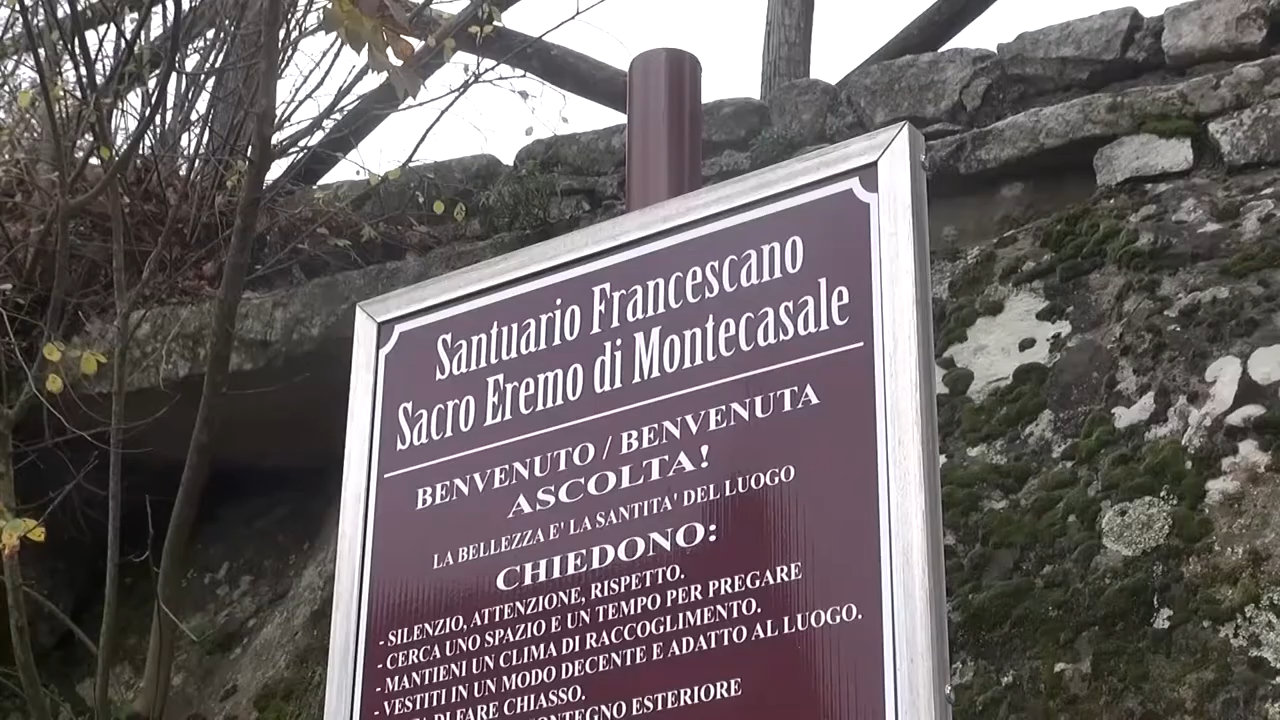 Santuario Francescano
Sacro Eremo di Montecasale
BENVENUTO / BENVENUTA
ASCOLTA!
LA BELLEZZA E' LA SANTITA' DEL LUOGO
CHIEDONO:
- SILENZIO, ATTENZIONE, RISPETTO.
- CERCA UNO SPAZIO E UN TEMPO PER PREGARE
- MANTIENI UN CLIMA DI RACCOGLIMENTO.
- VESTITI IN UN MODO DECENTE E ADATTO AL LUOGO.
DI FARE CHIASSO.
ESTERIORE